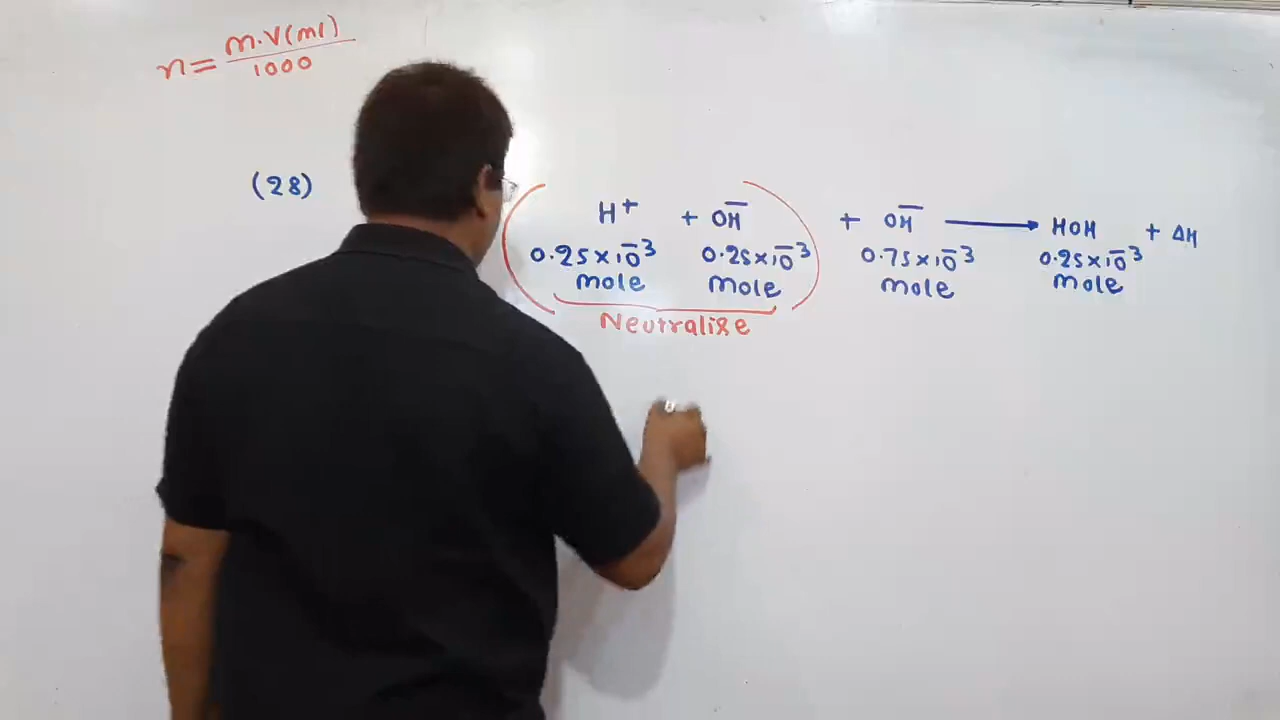 n = m.V(ml) / 1000
(28)
( H⁺ + OH⁻ ) + OH⁻ ⟶ HOH + ΔH
0.25×10⁻³ 0.25×10⁻³ 0.75×10⁻³ 0.25×10⁻³
mole mole mole mole
Neutralise